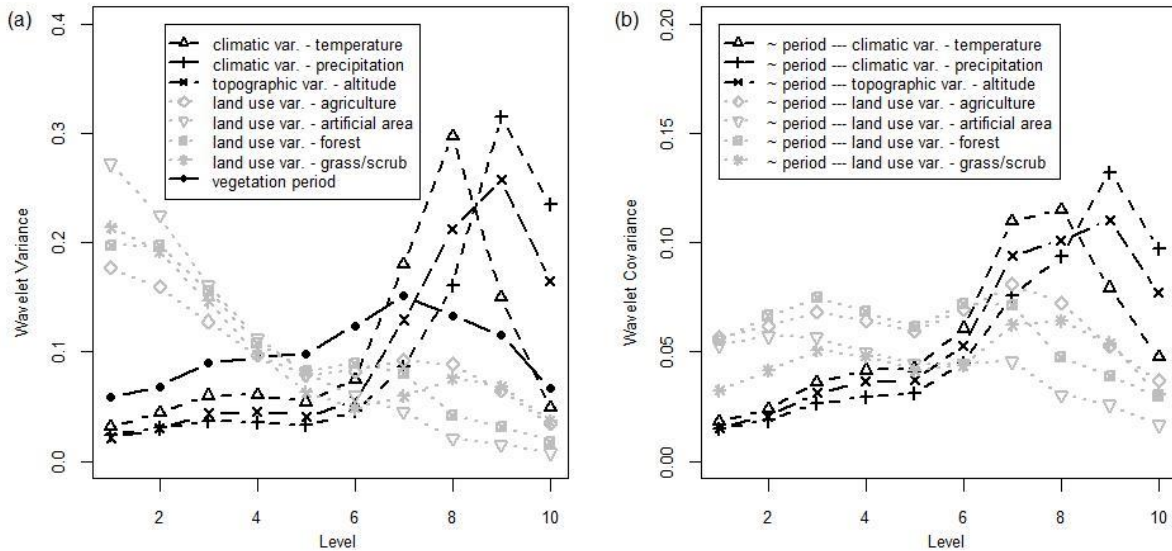 (a)
0.4
0.3
0.2
0.1
0.0
Wavelet Variance
climatic var. - temperature
climatic var. - precipitation
topographic var. - altitude
land use var. - agriculture
land use var. - artificial area
land use var. - forest
land use var. - grass/scrub
vegetation period
2 4 6 8 10
Level
(b)
0.20
0.15
0.10
0.05
0.00
Wavelet Covariance
~ period --- climatic var. - temperature
~ period --- climatic var. - precipitation
~ period --- topographic var. - altitude
~ period --- land use var. - agriculture
~ period --- land use var. - artificial area
~ period --- land use var. - forest
~ period --- land use var. - grass/scrub
2 4 6 8 10
Level